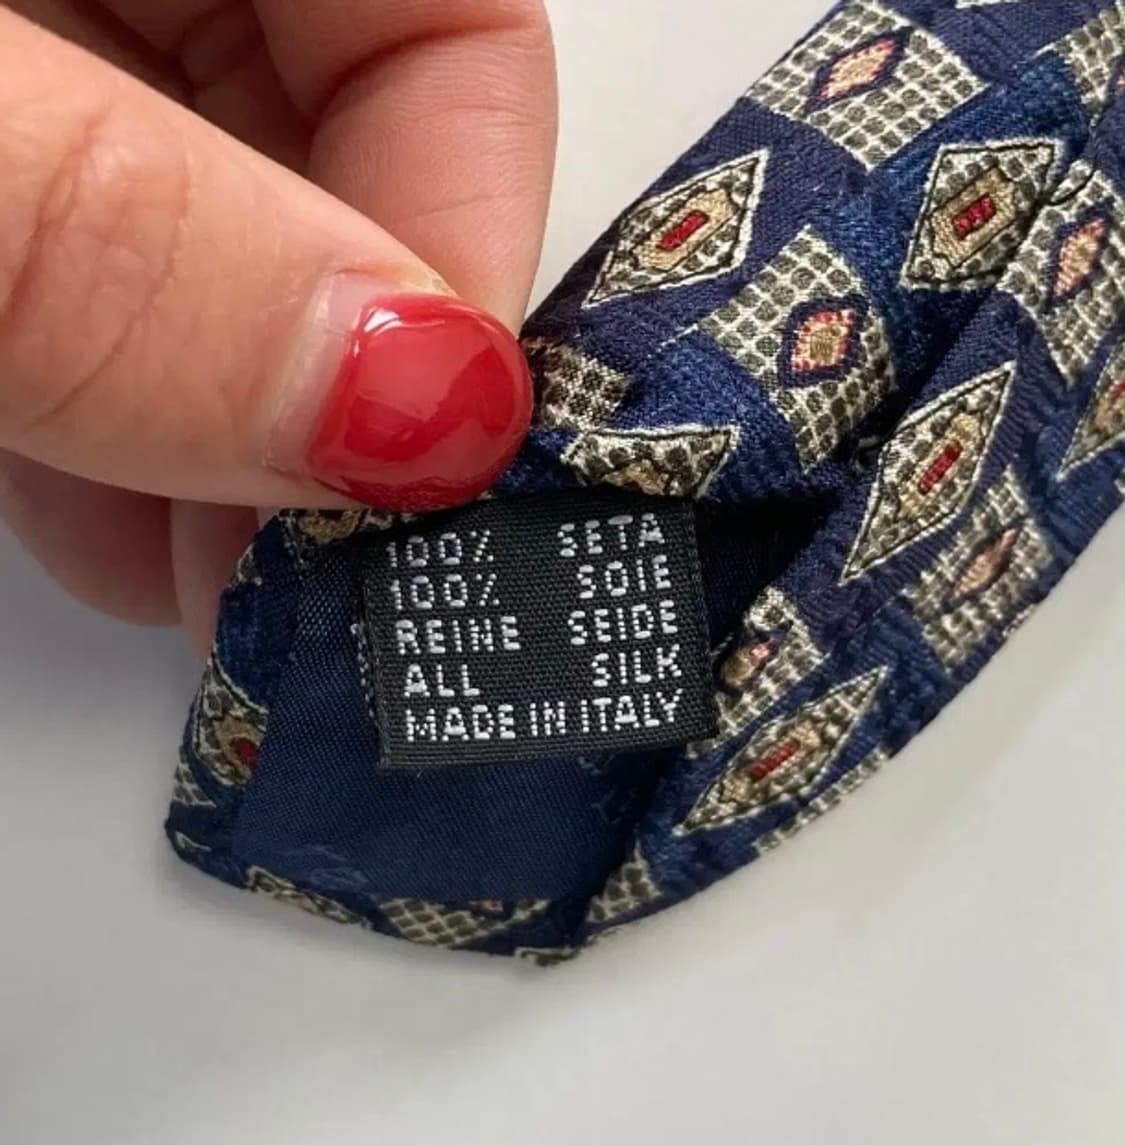 100% SETA
100% SOIE
REINE SEIDE
ALL SILK
MADE IN ITALY